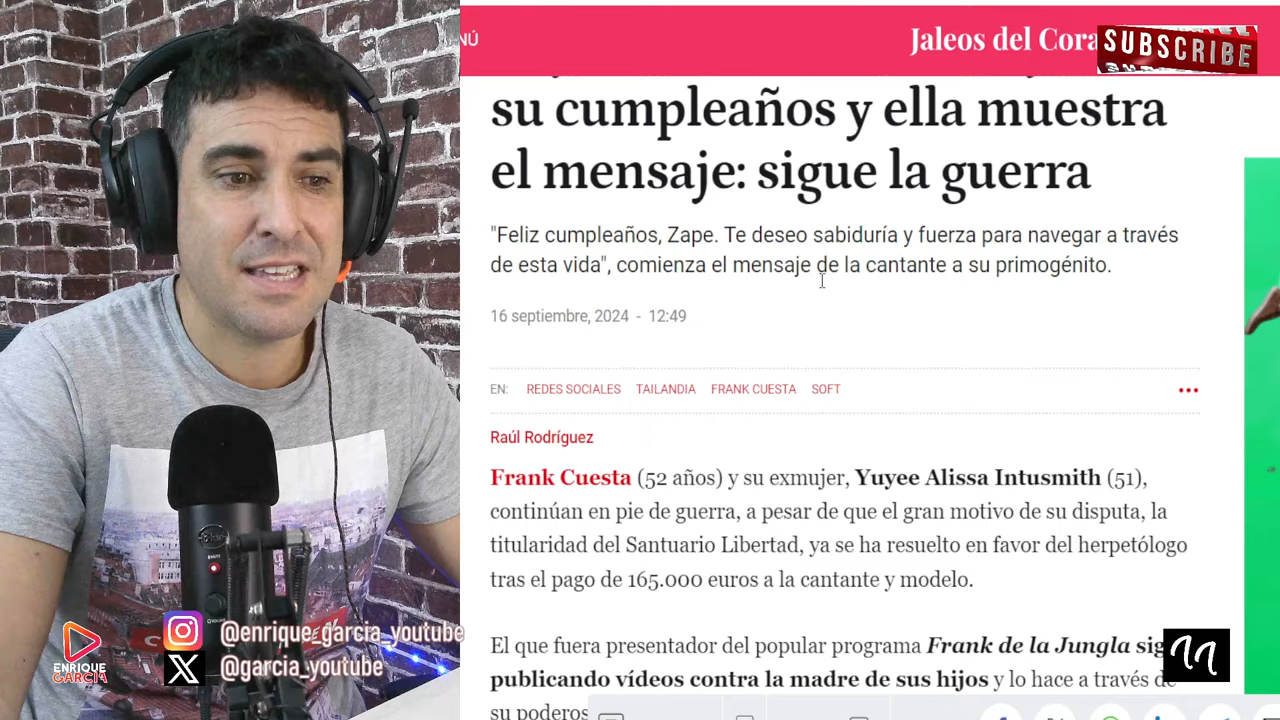 NÚ
Jaleos del Cora
SUBSCRIBE
su cumpleaños y ella muestra
el mensaje: sigue la guerra
"Feliz cumpleaños, Zape. Te deseo sabiduría y fuerza para navegar a través
de esta vida", comienza el mensaje de la cantante a su primogénito.
16 septiembre, 2024 - 12:49
EN: REDES SOCIALES TAILANDIA FRANK CUESTA SOFT
Raúl Rodríguez
Frank Cuesta (52 años) y su exmujer, Yuyee Alissa Intusmith (51),
continúan en pie de guerra, a pesar de que el gran motivo de su disputa, la
titularidad del Santuario Libertad, ya se ha resuelto en favor del herpetólogo
tras el pago de 165.000 euros a la cantante y modelo.
El que fuera presentador del popular programa Frank de la Jungla sig
publicando vídeos contra la madre de sus hijos y lo hace a través de
su poderos
ENRIQUE
GARCIA
@enrique_garcia_youtube
@garcia_youtube